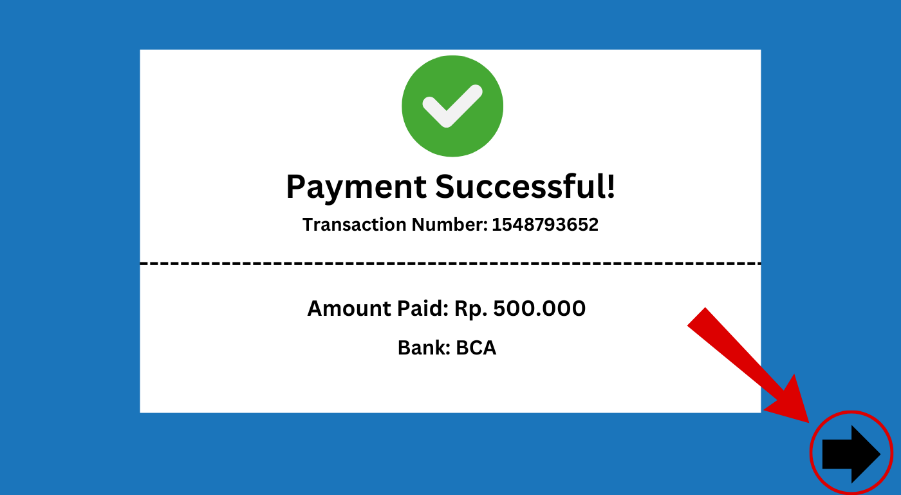 Payment Successful!
Transaction Number: 1548793652
Amount Paid: Rp. 500.000
Bank: BCA